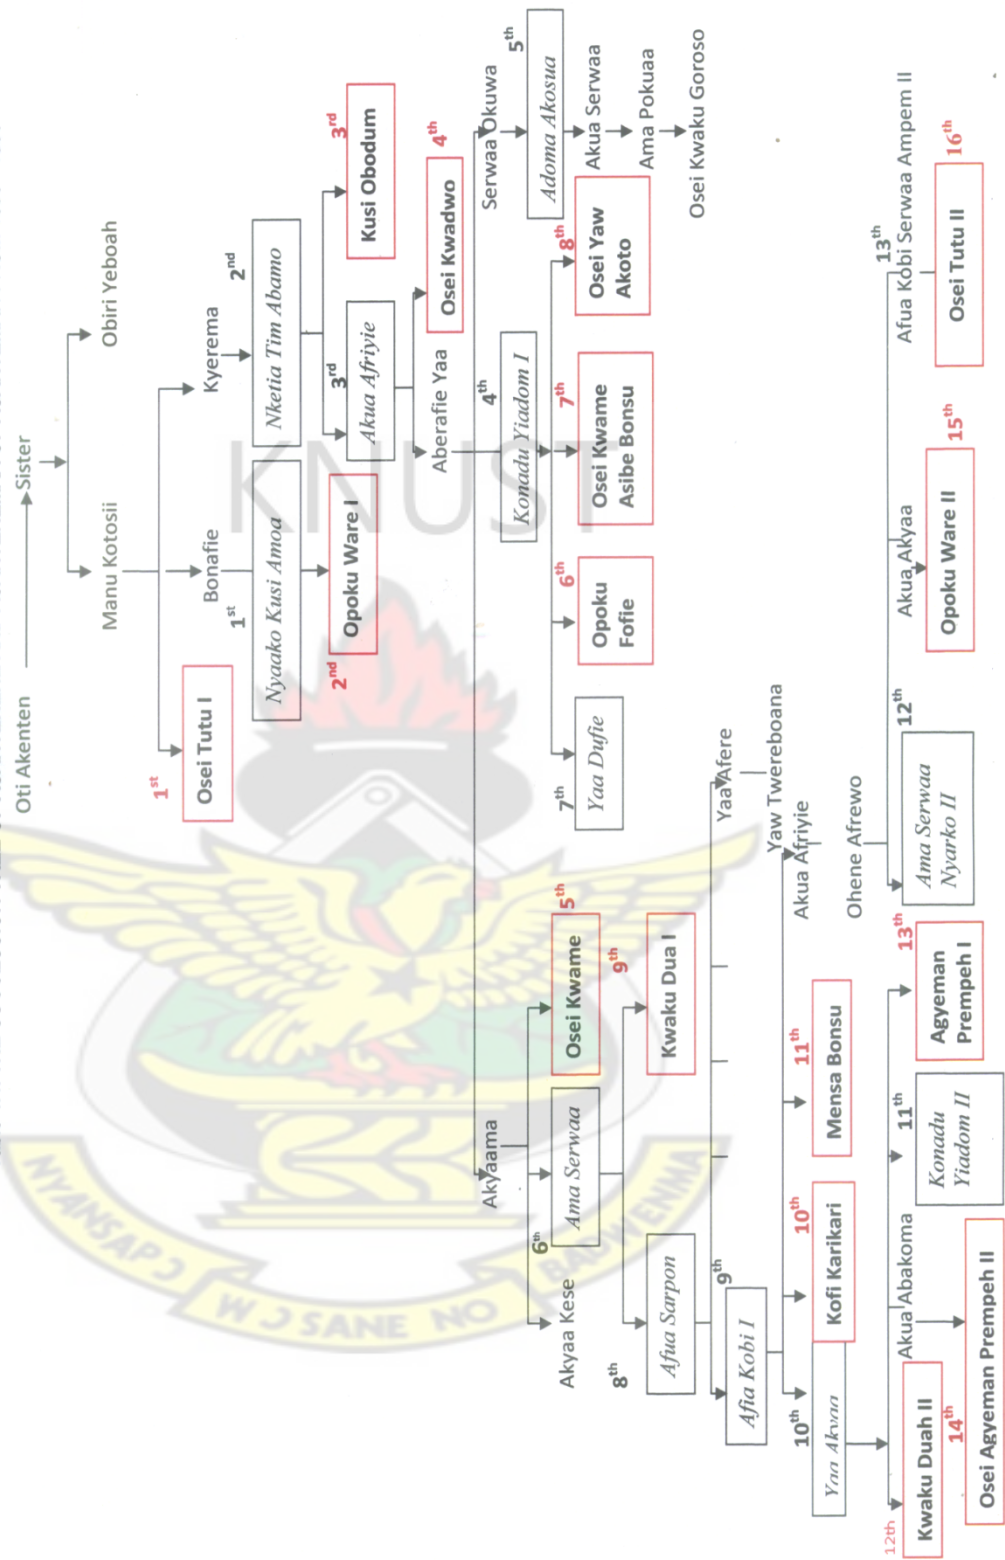 Oti Akenten
Sister
Manu Kotosii
Obiri Yeboah
1st
Osei Tutu I
Bonafie
Kyerema
1st
Nyaako Kusi Amoa
2nd
Nketia Tim Abamo
2nd
Opoku Ware I
3rd
Akua Afriyie
3rd
Kusi Obodum
Aberafie Yaa
Osei Kwadwo
4th
Akyaama
4th
Konadu Yiadom I
Serwaa Okuwa
5th
Adoma Akosua
Akyaa Kese
6th
Ama Serwaa
Osei Kwame
5th
7th
Yaa Dufie
6th
Opoku
Fofie
7th
Osei Kwame
Asibe Bonsu
8th
Osei Yaw
Akoto
Akua Serwaa
Ama Pokuaa
Osei Kwaku Goroso
8th
Afua Sarpon
9th
Kwaku Dua I
9th
Afia Kobi I
Yaa Afere
Yaw Twereboana
10th
Yaa Akyaa
10th
Kofi Karikari
11th
Mensa Bonsu
Akua Afriyie
Ohene Afrewo
12th
Kwaku Duah II
Akua Abakoma
11th
Konadu
Yiadom II
13th
Agyeman
Prempeh I
12th
Ama Serwaa
Nyarko II
Akua Akyaa
13th
Afua Kobi Serwaa Ampem II
14th
Osei Agyeman Prempeh II
Opoku Ware II
15th
Osei Tutu II
16th
KNUST
NYANSAPƆ
WƆSANE NO
BADWENMA